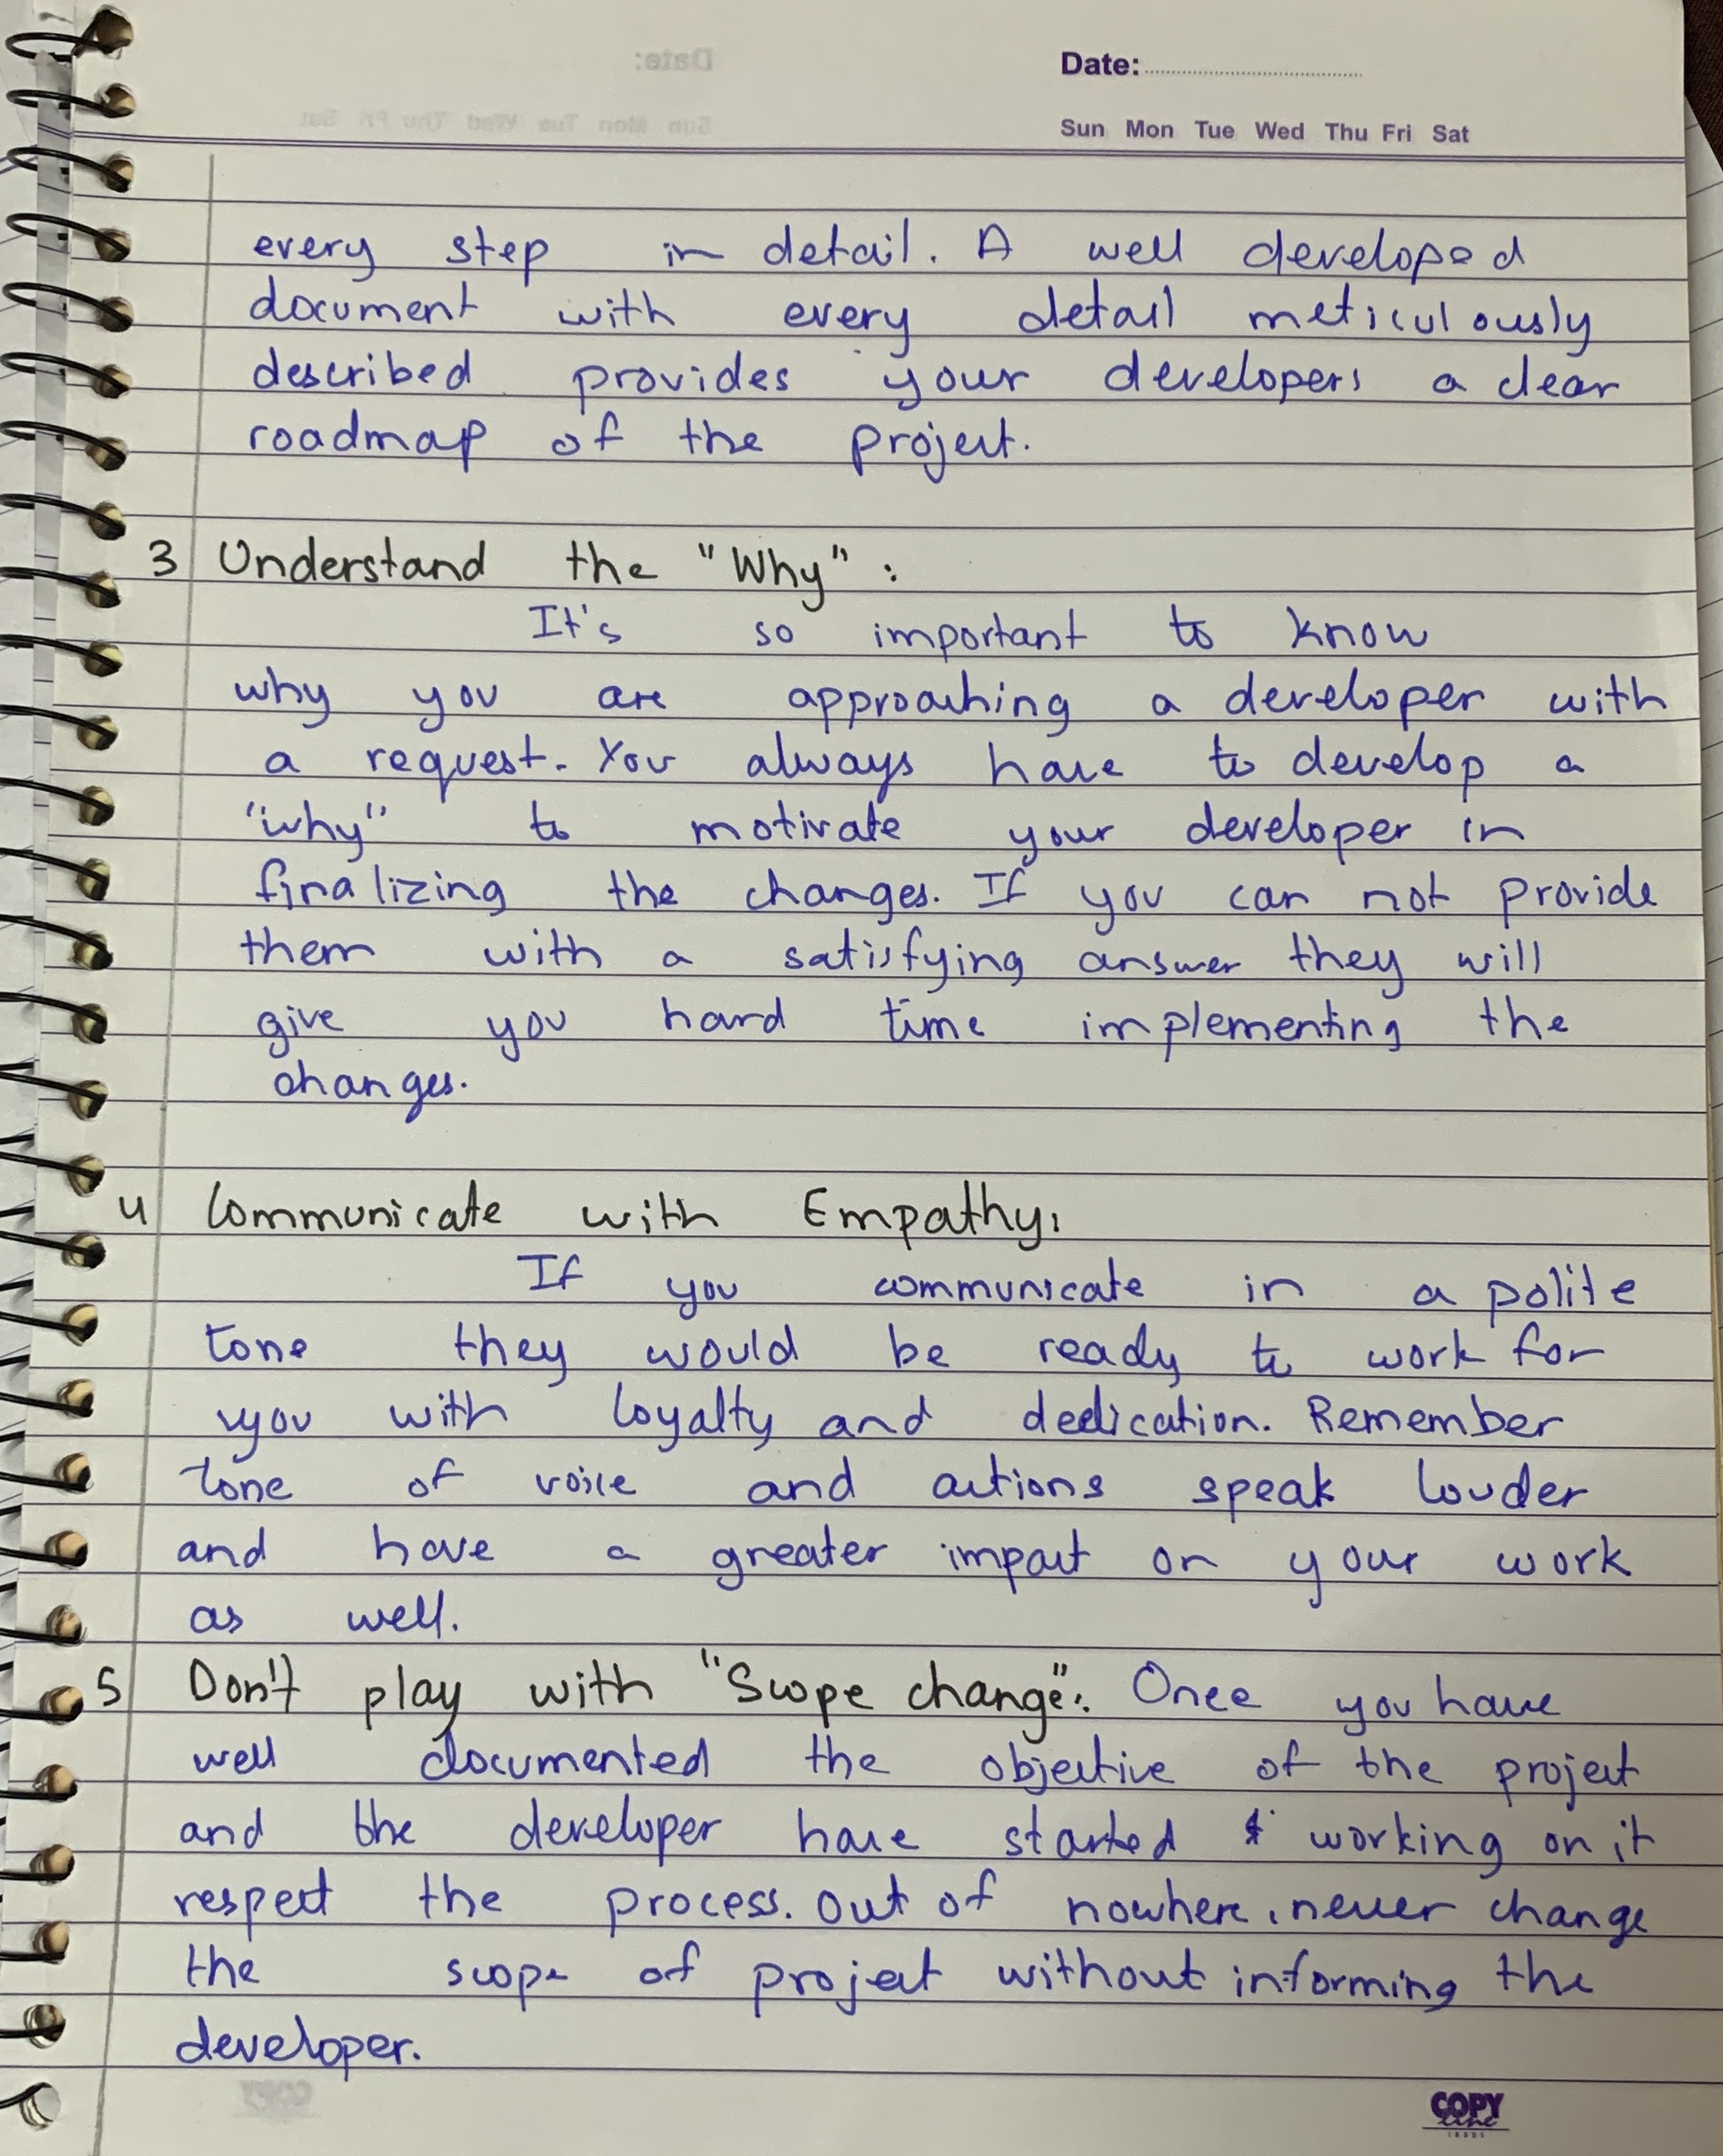 Date:
Sun Mon Tue Wed Thu Fri Sat
every step in detail. A well developed
document with every detail meticulously
described provides your developers a clear
roadmap of the project.
3 Understand the "Why" :
It's so important to know
why you are approaching a developer with
a request. You always have to develop a
"why" to motivate your developer in
finalizing the changes. If you can not provide
them with a satisfying answer they will
give you hard time implementing the
changes.
4 Communicate with Empathy:
If you communicate in a polite
tone they would be ready to work for
you with loyalty and dedication. Remember
tone of voice and actions speak louder
and have a greater impact on your work
as well.
5 Don't play with "Scope change": Once you have
well documented the objective of the project
and the developer have started working on it
respect the process. out of nowhere, never change
the scope of project without informing the
developer.
COPY
line